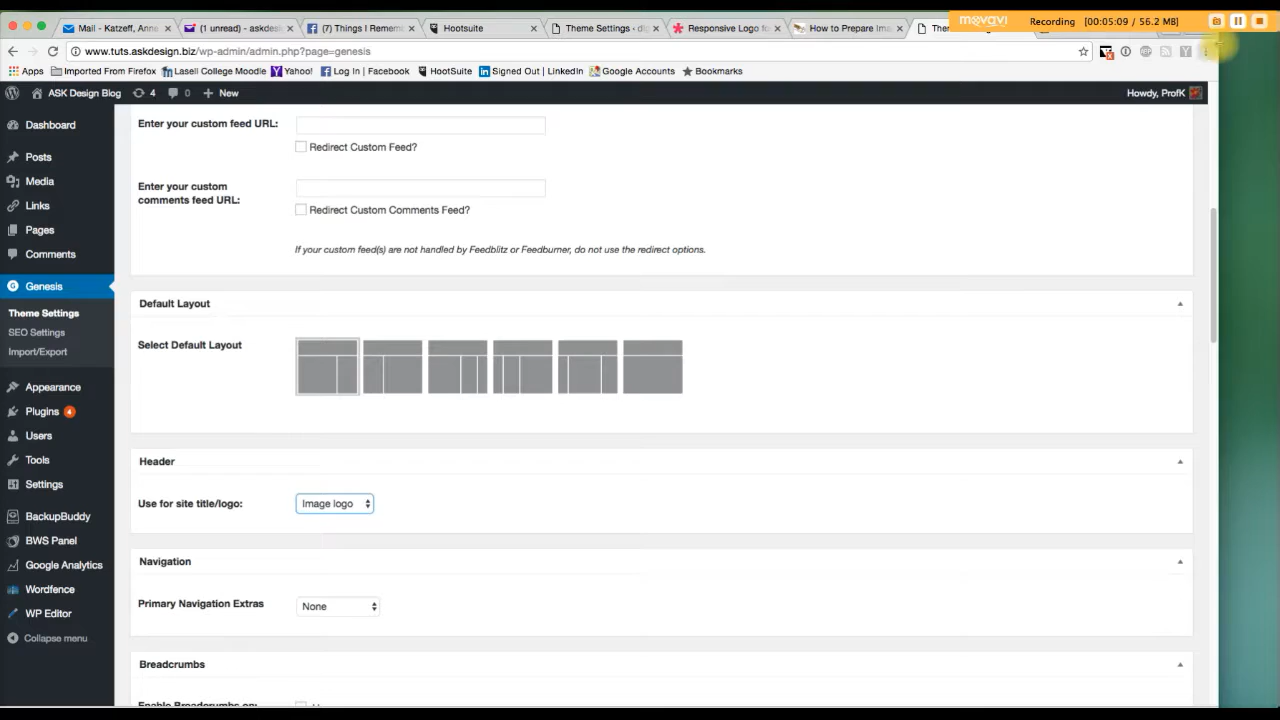 movavi Recording [00:05:09 / 56.2 MB]
Mail - Katzeff, Anne
(1 unread) - askdesi
(7) Things I Rememe
Hootsuite
Theme Settings ‹ dig
Responsive Logo fo
How to Prepare Ima
Then
www.tuts.askdesign.biz/wp-admin/admin.php?page=genesis
Apps Imported From Firefox Lasell College Moodle Yahoo! Log In | Facebook HootSuite Signed Out | LinkedIn Google Accounts Bookmarks
ASK Design Blog 4 0 New Howdy, ProfK
Dashboard
Posts
Media
Links
Pages
Comments
Genesis
Theme Settings
SEO Settings
Import/Export
Appearance
Plugins 4
Users
Tools
Settings
BackupBuddy
BWS Panel
Google Analytics
Wordfence
WP Editor
Collapse menu
Enter your custom feed URL:
Redirect Custom Feed?
Enter your custom
comments feed URL:
Redirect Custom Comments Feed?
If your custom feed(s) are not handled by Feedblitz or Feedburner, do not use the redirect options.
Default Layout
Select Default Layout
Header
Use for site title/logo: Image logo
Navigation
Primary Navigation Extras None
Breadcrumbs
Enable Breadcrumbs on: